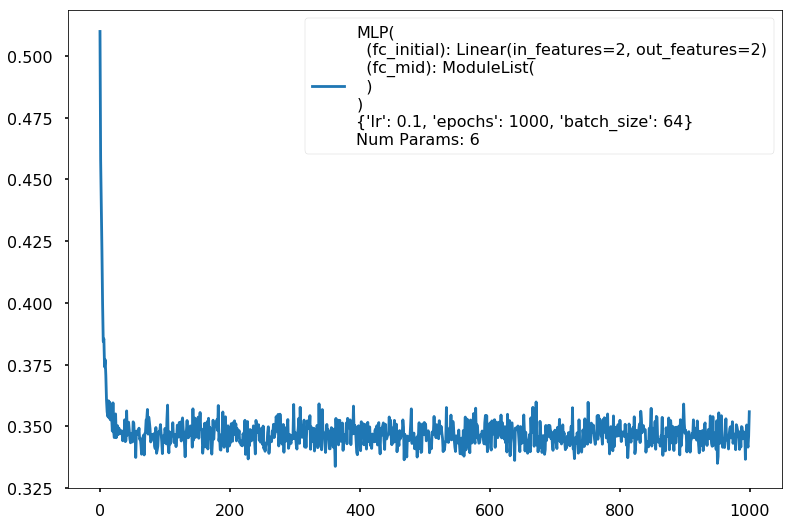 MLP(
(fc_initial): Linear(in_features=2, out_features=2)
(fc_mid): ModuleList(
)
)
{'lr': 0.1, 'epochs': 1000, 'batch_size': 64}
Num Params: 6
0.500
0.475
0.450
0.425
0.400
0.375
0.350
0.325
0 200 400 600 800 1000